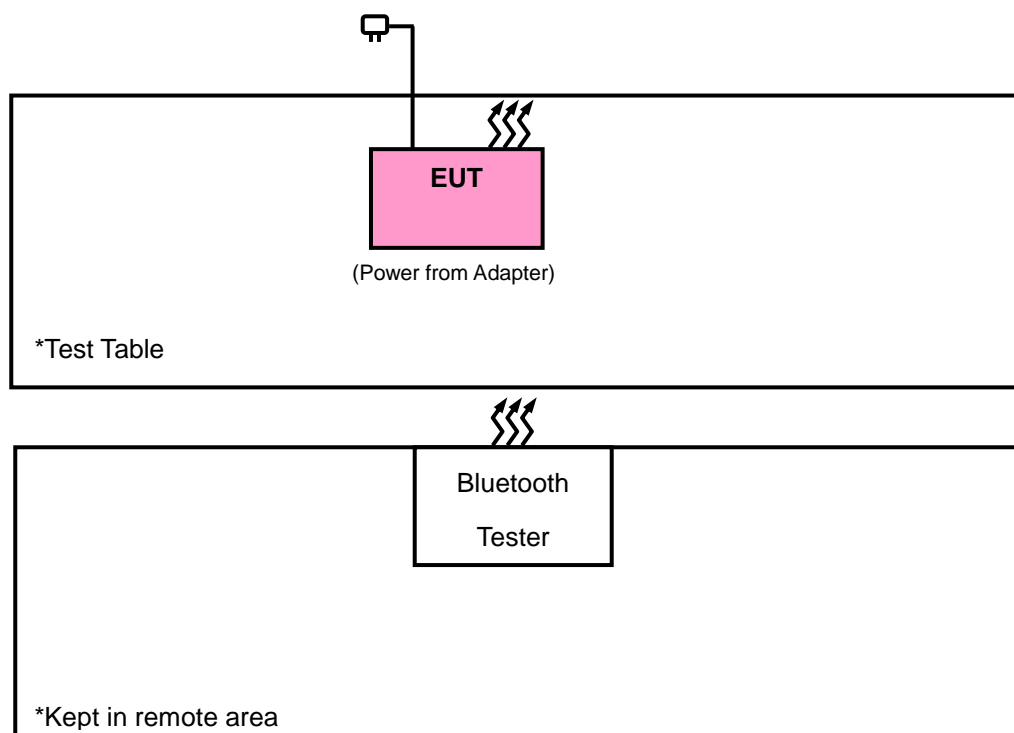 EUT
(Power from Adapter)
*Test Table
Bluetooth
Tester
*Kept in remote area